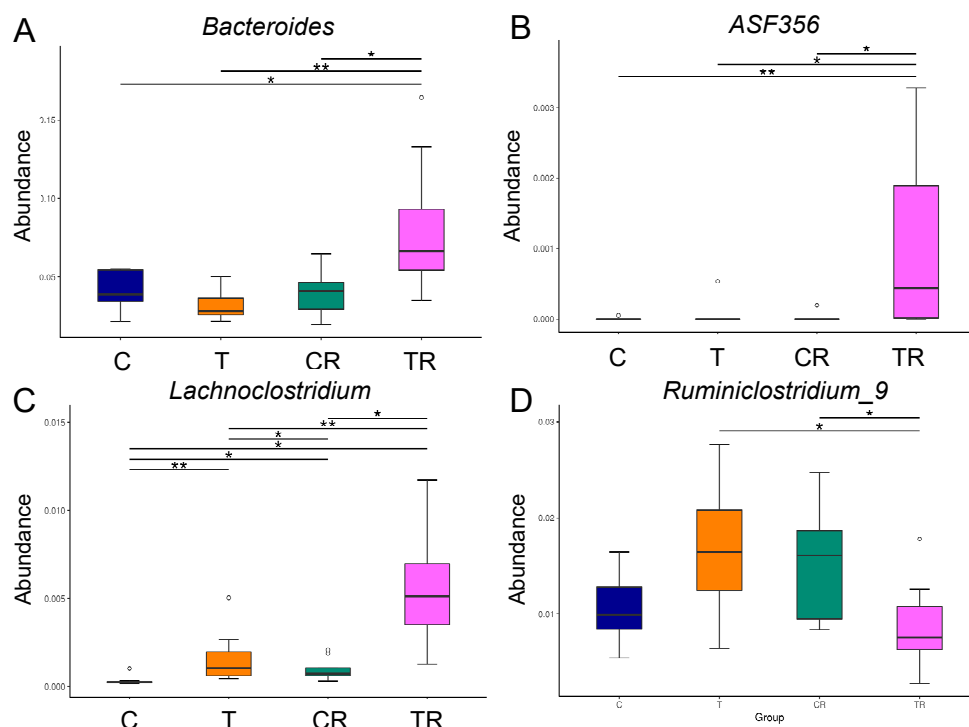 A
Bacteroides
*
**
*
0.15
0.10
0.05
Abundance
C T CR TR
B
ASF356
*
*
**
0.003
0.002
0.001
0.000
Abundance
C T CR TR
C
Lachnoclostridium
*
**
*
*
*
**
0.015
0.010
0.005
0.000
Abundance
C T CR TR
D
Ruminiclostridium_9
*
*
0.03
0.02
0.01
Abundance
C T CR TR
Group